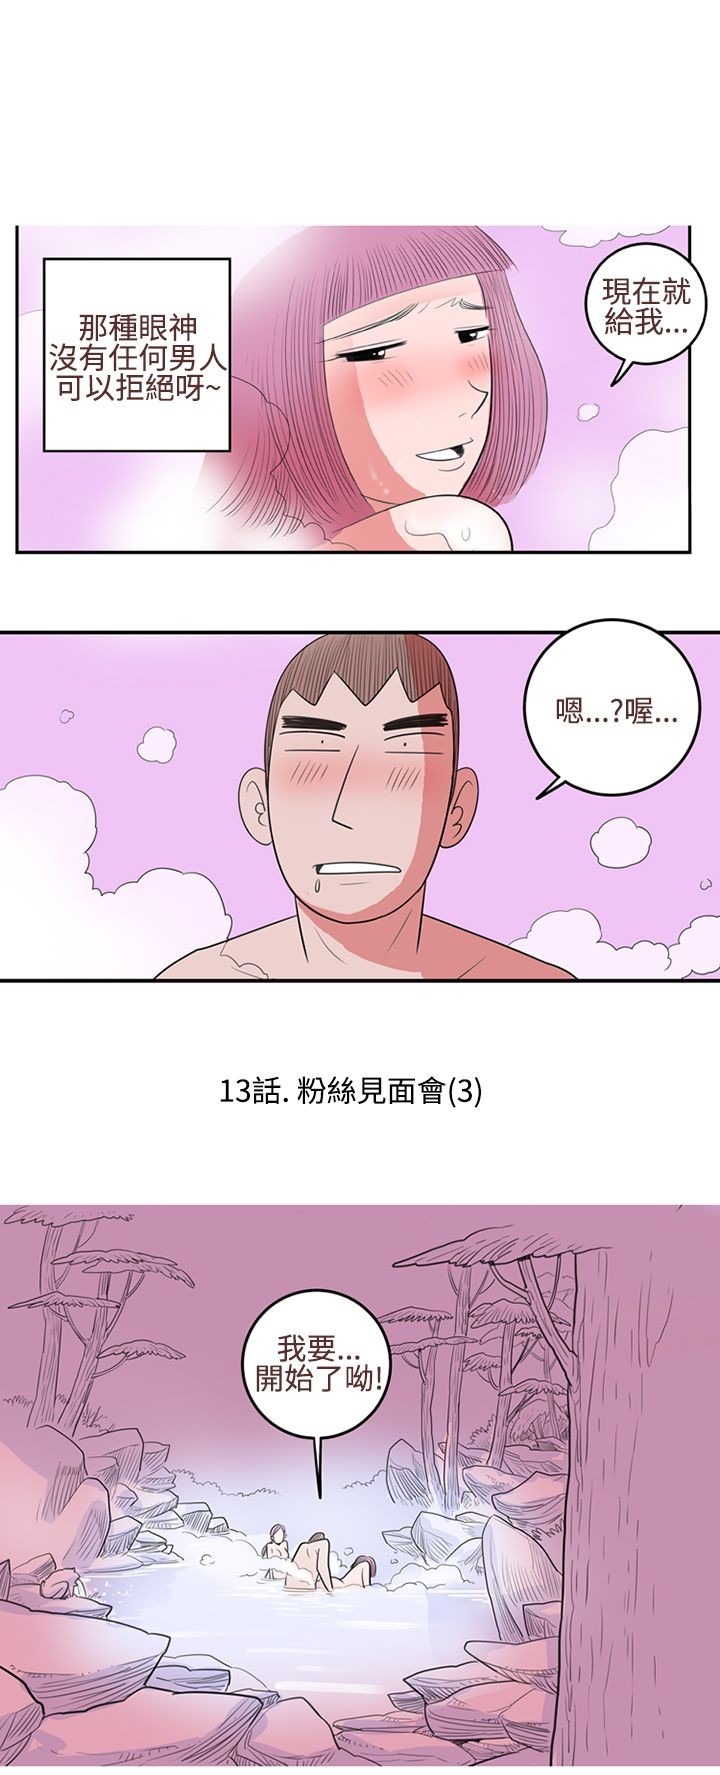 那種眼神
沒有任何男人
可以拒絕呀~
現在就
給我...
嗯...?喔...
13話. 粉絲見面會(3)
我要...
開始了呦!